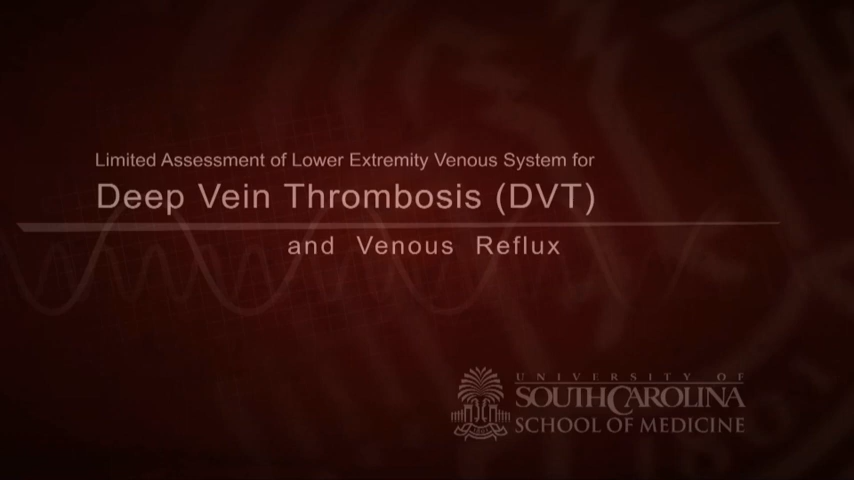 Limited Assessment of Lower Extremity Venous System for
Deep Vein Thrombosis (DVT)
and Venous Reflux
UNIVERSITY OF
SOUTH CAROLINA
SCHOOL OF MEDICINE